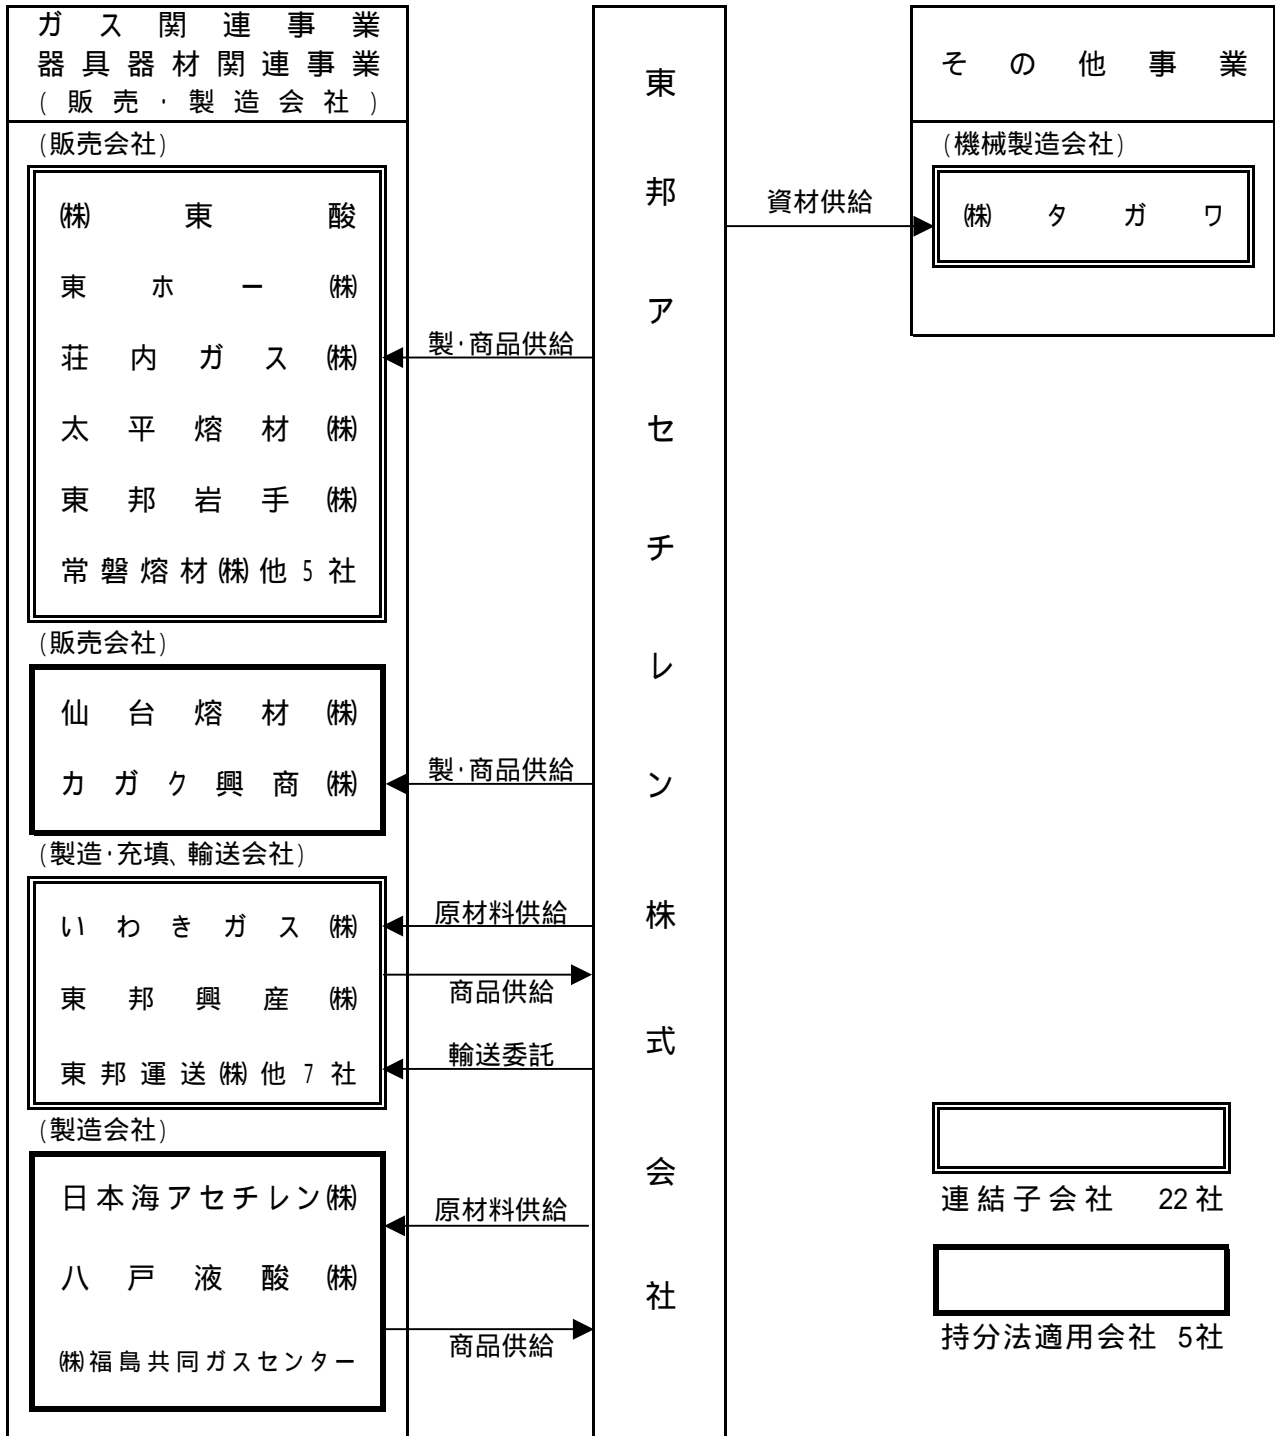 ガス関連事業
器具器材関連事業
(販売・製造会社)
(販売会社)
㈱東酸
東ホー㈱
荘内ガス㈱
太平熔材㈱
東邦岩手㈱
常磐熔材㈱他5社
(販売会社)
仙台熔材㈱
カガク興商㈱
(製造・充填、輸送会社)
いわきガス㈱
東邦興産㈱
東邦運送㈱他7社
(製造会社)
日本海アセチレン㈱
八戸液酸㈱
㈱福島共同ガスセンター
製・商品供給
製・商品供給
原材料供給
商品供給
輸送委託
原材料供給
商品供給
東邦アセチレン株式会社
資材供給
その他事業
(機械製造会社)
㈱タガワ
連結子会社 22社
持分法適用会社 5社